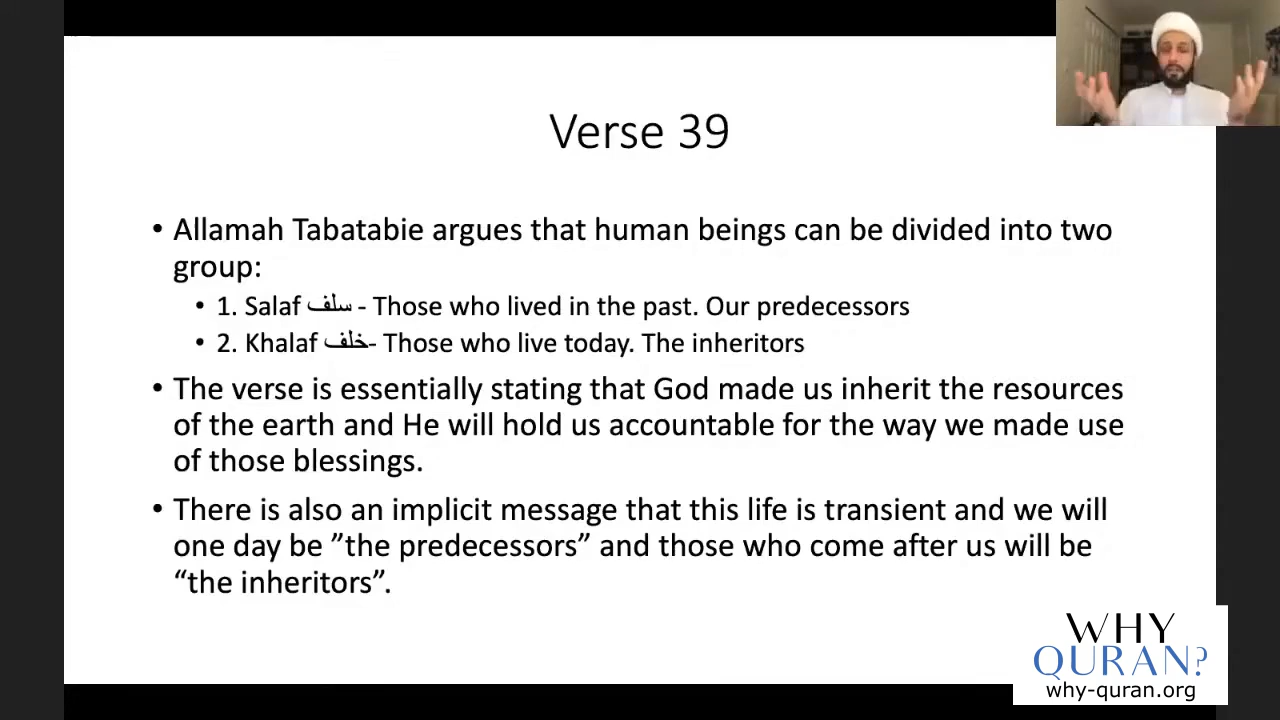 Verse 39
• Allamah Tabatabie argues that human beings can be divided into two
group:
• 1. Salaf سلف - Those who lived in the past. Our predecessors
• 2. Khalaf خلف- Those who live today. The inheritors
• The verse is essentially stating that God made us inherit the resources
of the earth and He will hold us accountable for the way we made use
of those blessings.
• There is also an implicit message that this life is transient and we will
one day be ”the predecessors” and those who come after us will be
“the inheritors”.
WHY
QURAN?
why-quran.org